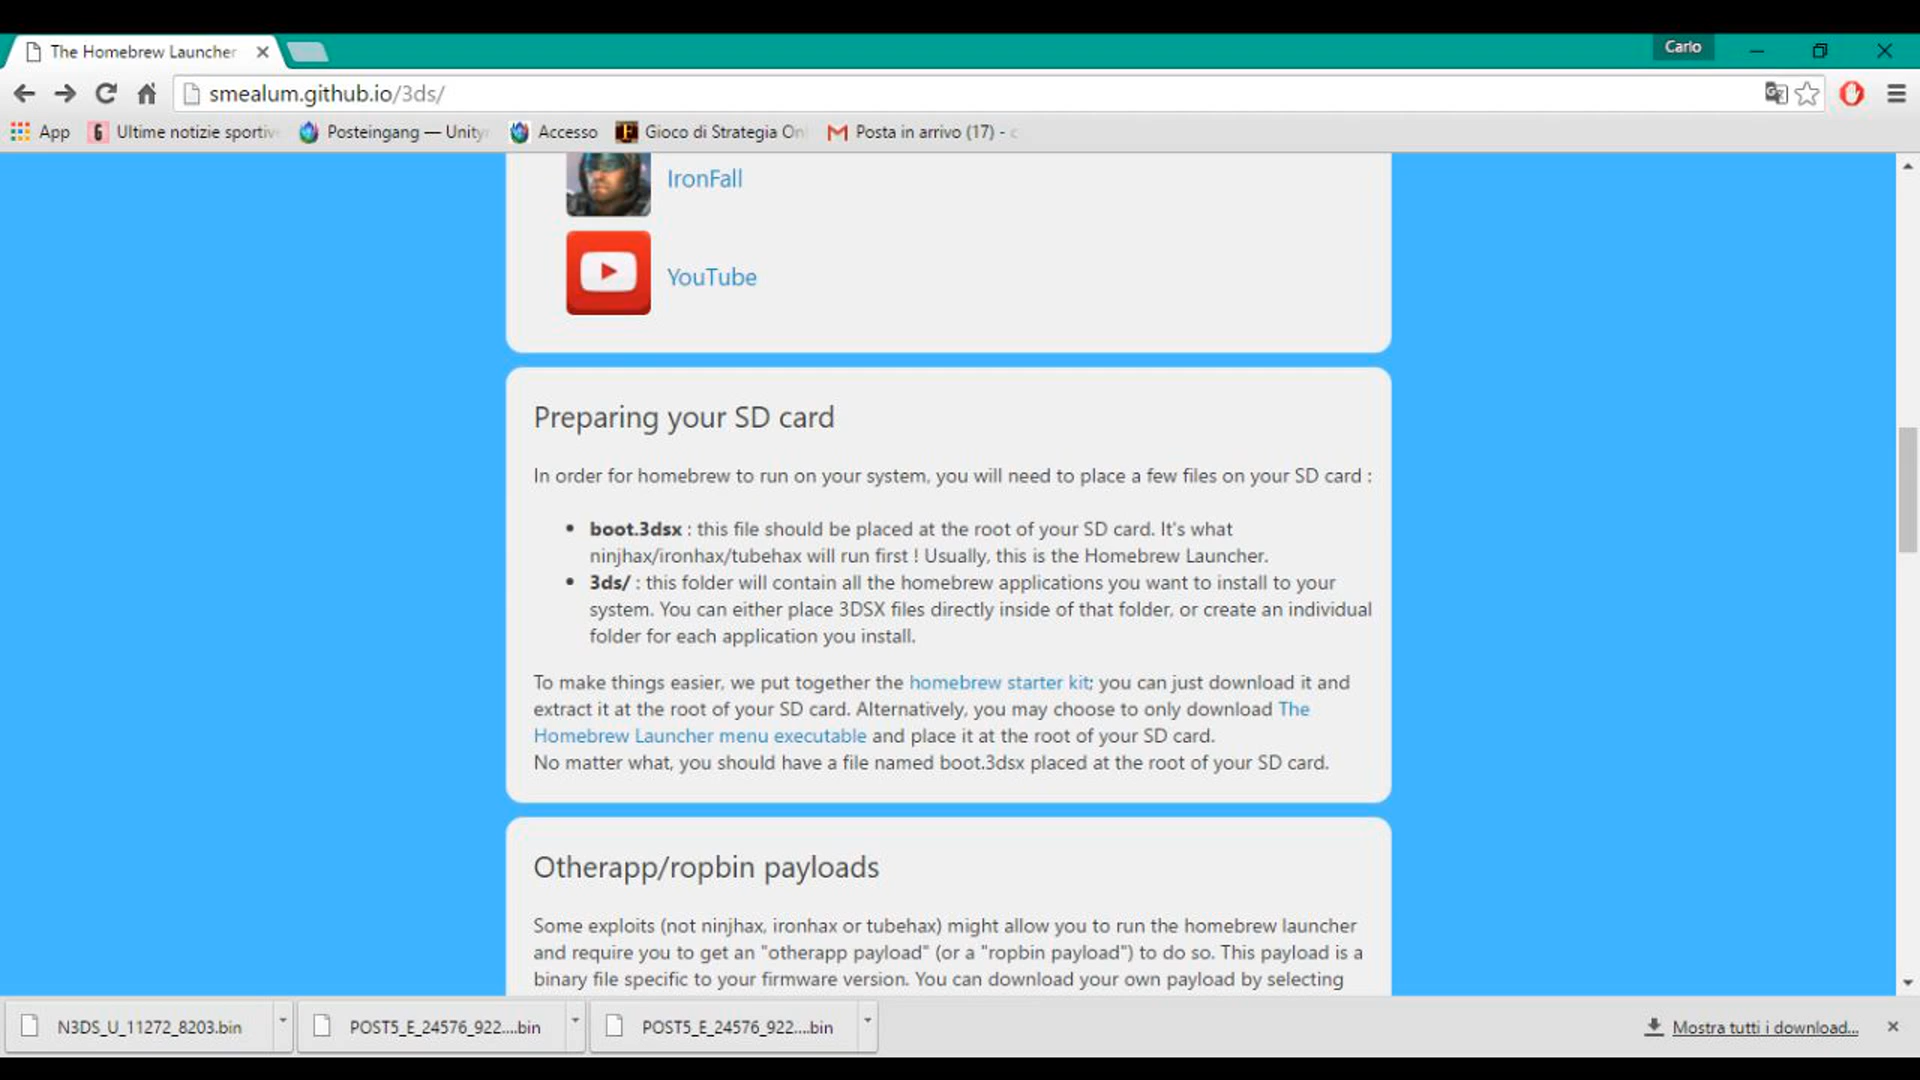 The Homebrew Launcher
Carlo
smealum.github.io/3ds/
App
Ultime notizie sportiv
Posteingang — Unity
Accesso
Gioco di Strategia On
Posta in arrivo (17) - c
IronFall
YouTube
Preparing your SD card
In order for homebrew to run on your system, you will need to place a few files on your SD card :
• boot.3dsx : this file should be placed at the root of your SD card. It's what
ninjhax/ironhax/tubehax will run first ! Usually, this is the Homebrew Launcher.
• 3ds/ : this folder will contain all the homebrew applications you want to install to your
system. You can either place 3DSX files directly inside of that folder, or create an individual
folder for each application you install.
To make things easier, we put together the homebrew starter kit; you can just download it and
extract it at the root of your SD card. Alternatively, you may choose to only download The
Homebrew Launcher menu executable and place it at the root of your SD card.
No matter what, you should have a file named boot.3dsx placed at the root of your SD card.
Otherapp/ropbin payloads
Some exploits (not ninjhax, ironhax or tubehax) might allow you to run the homebrew launcher
and require you to get an "otherapp payload" (or a "ropbin payload") to do so. This payload is a
binary file specific to your firmware version. You can download your own payload by selecting
N3DS_U_11272_8203.bin
POST5_E_24576_922....bin
POST5_E_24576_922....bin
Mostra tutti i download...